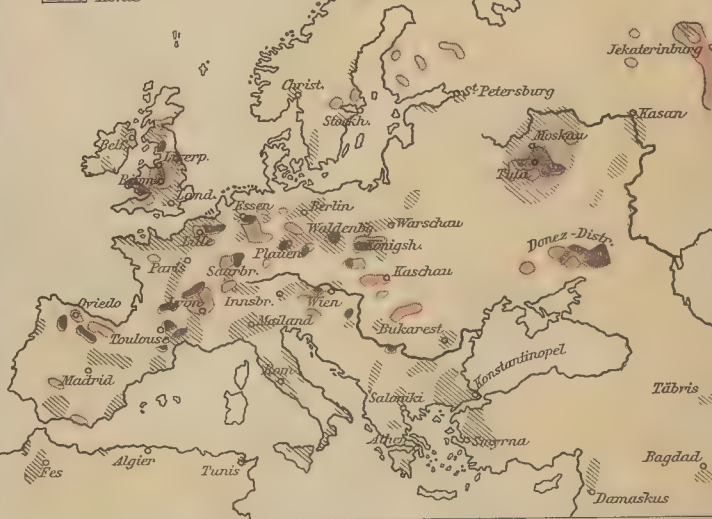 Jekaterinburg
Christ.
St Petersburg
Stockh.
Kasan
Moskau
Belf.
Liverp.
Birm.
Tula
Lond.
Essen
Berlin
Waldenbg.
Warschau
Lille
Königsh.
Donez-Distr.
Plauen
Paris
Saarbr.
Kaschau
Oviedo
Lyon
Innsbr.
Wien
Mailand
Toulouse
Bukarest
Konstantinopel
Madrid
Rom
Täbris
Saloniki
Athen
Smyrna
Bagdad
Fes
Algier
Tunis
Damaskus